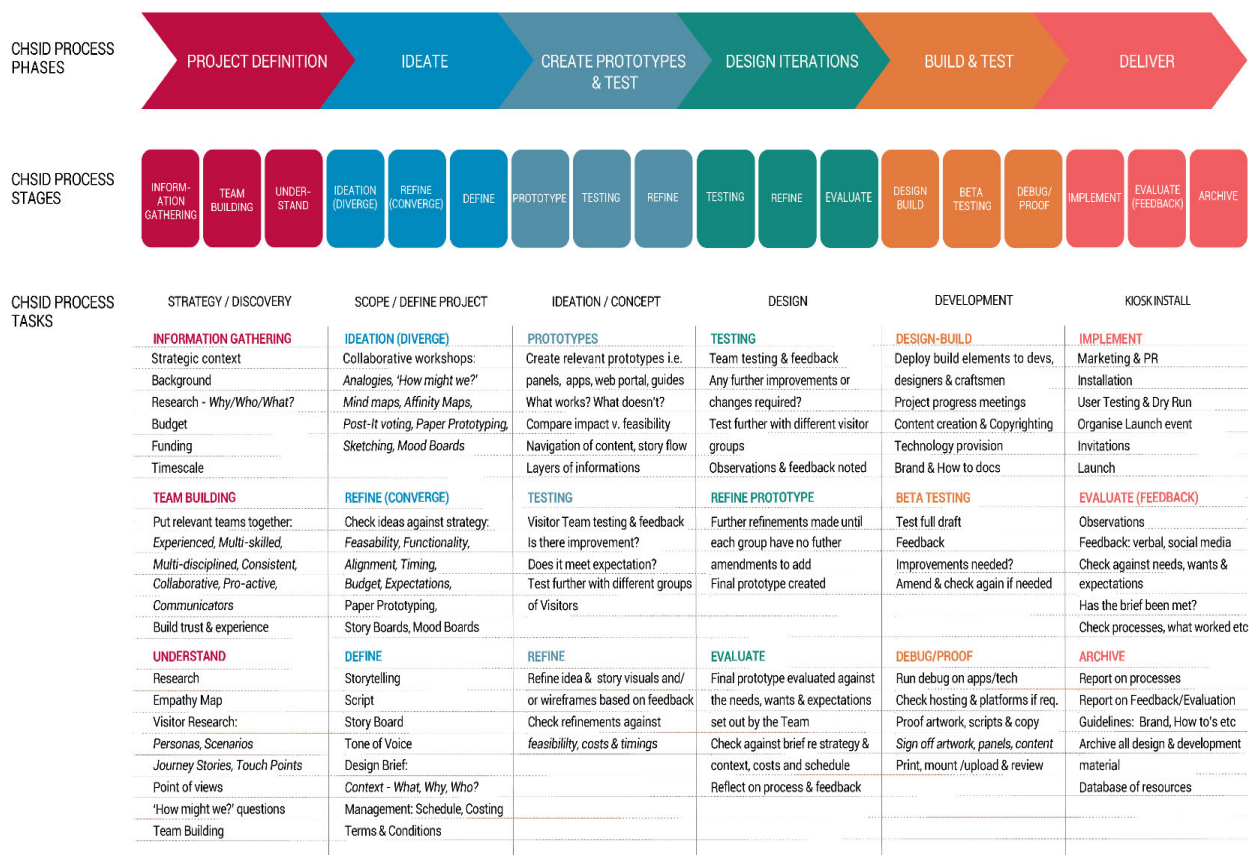 CHSID PROCESS
PHASES
PROJECT DEFINITION
IDEATE
CREATE PROTOTYPES
& TEST
DESIGN ITERATIONS
BUILD & TEST
DELIVER
CHSID PROCESS
STAGES
INFORM-
ATION
GATHERING
TEAM
BUILDING
UNDER-
STAND
IDEATION
(DIVERGE)
REFINE
(CONVERGE)
DEFINE
PROTOTYPE
TESTING
REFINE
TESTING
REFINE
EVALUATE
DESIGN
BUILD
BETA
TESTING
DEBUG/
PROOF
IMPLEMENT
EVALUATE
(FEEDBACK)
ARCHIVE
CHSID PROCESS
TASKS
STRATEGY / DISCOVERY
INFORMATION GATHERING
Strategic context
Background
Research - Why/Who/What?
Budget
Funding
Timescale
TEAM BUILDING
Put relevant teams together:
Experienced, Multi-skilled,
Multi-disciplined, Consistent,
Collaborative, Pro-active,
Communicators
Build trust & experience
UNDERSTAND
Research
Empathy Map
Visitor Research:
Personas, Scenarios
Journey Stories, Touch Points
Point of views
'How might we?' questions
Team Building
SCOPE / DEFINE PROJECT
IDEATION (DIVERGE)
Collaborative workshops:
Analogies, 'How might we?'
Mind maps, Affinity Maps,
Post-It voting, Paper Prototyping,
Sketching, Mood Boards
REFINE (CONVERGE)
Check ideas against strategy:
Feasability, Functionality,
Alignment, Timing,
Budget, Expectations,
Paper Prototyping,
Story Boards, Mood Boards
DEFINE
Storytelling
Script
Story Board
Tone of Voice
Design Brief:
Context - What, Why, Who?
Management: Schedule, Costing
Terms & Conditions
IDEATION / CONCEPT
PROTOTYPES
Create relevant prototypes i.e.
panels, apps, web portal, guides
What works? What doesn't?
Compare impact v. feasibility
Navigation of content, story flow
Layers of informations
TESTING
Visitor Team testing & feedback
Is there improvement?
Does it meet expectation?
Test further with different groups
of Visitors
REFINE
Refine idea & story visuals and/
or wireframes based on feedback
Check refinements against
feasibility, costs & timings
DESIGN
TESTING
Team testing & feedback
Any further improvements or
changes required?
Test further with different visitor
groups
Observations & feedback noted
REFINE PROTOTYPE
Further refinements made until
each group have no futher
amendments to add
Final prototype created
EVALUATE
Final prototype evaluated against
the needs, wants & expectations
set out by the Team
Check against brief re strategy &
context, costs and schedule
Reflect on process & feedback
DEVELOPMENT
DESIGN-BUILD
Deploy build elements to devs,
designers & craftsmen
Project progress meetings
Content creation & Copyrighting
Technology provision
Brand & How to docs
BETA TESTING
Test full draft
Feedback
Improvements needed?
Amend & check again if needed
DEBUG/PROOF
Run debug on apps/tech
Check hosting & platforms if req.
Proof artwork, scripts & copy
Sign off artwork, panels, content
Print, mount /upload & review
KIOSK INSTALL
IMPLEMENT
Marketing & PR
Installation
User Testing & Dry Run
Organise Launch event
Invitations
Launch
EVALUATE (FEEDBACK)
Observations
Feedback: verbal, social media
Check against needs, wants &
expectations
Has the brief been met?
Check processes, what worked etc
ARCHIVE
Report on processes
Report on Feedback/Evaluation
Guidelines: Brand, How to's etc
Archive all design & development
material
Database of resources